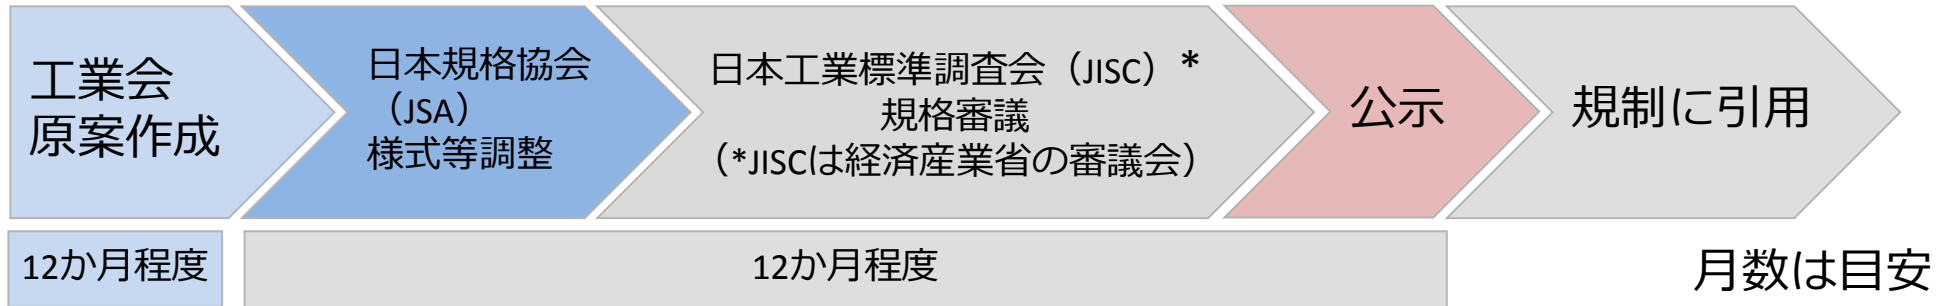 工業会
原案作成
日本規格協会
（JSA）
様式等調整
日本工業標準調査会（JISC）*
規格審議
（*JISCは経済産業省の審議会）
公示
規制に引用
12か月程度
12か月程度
月数は目安